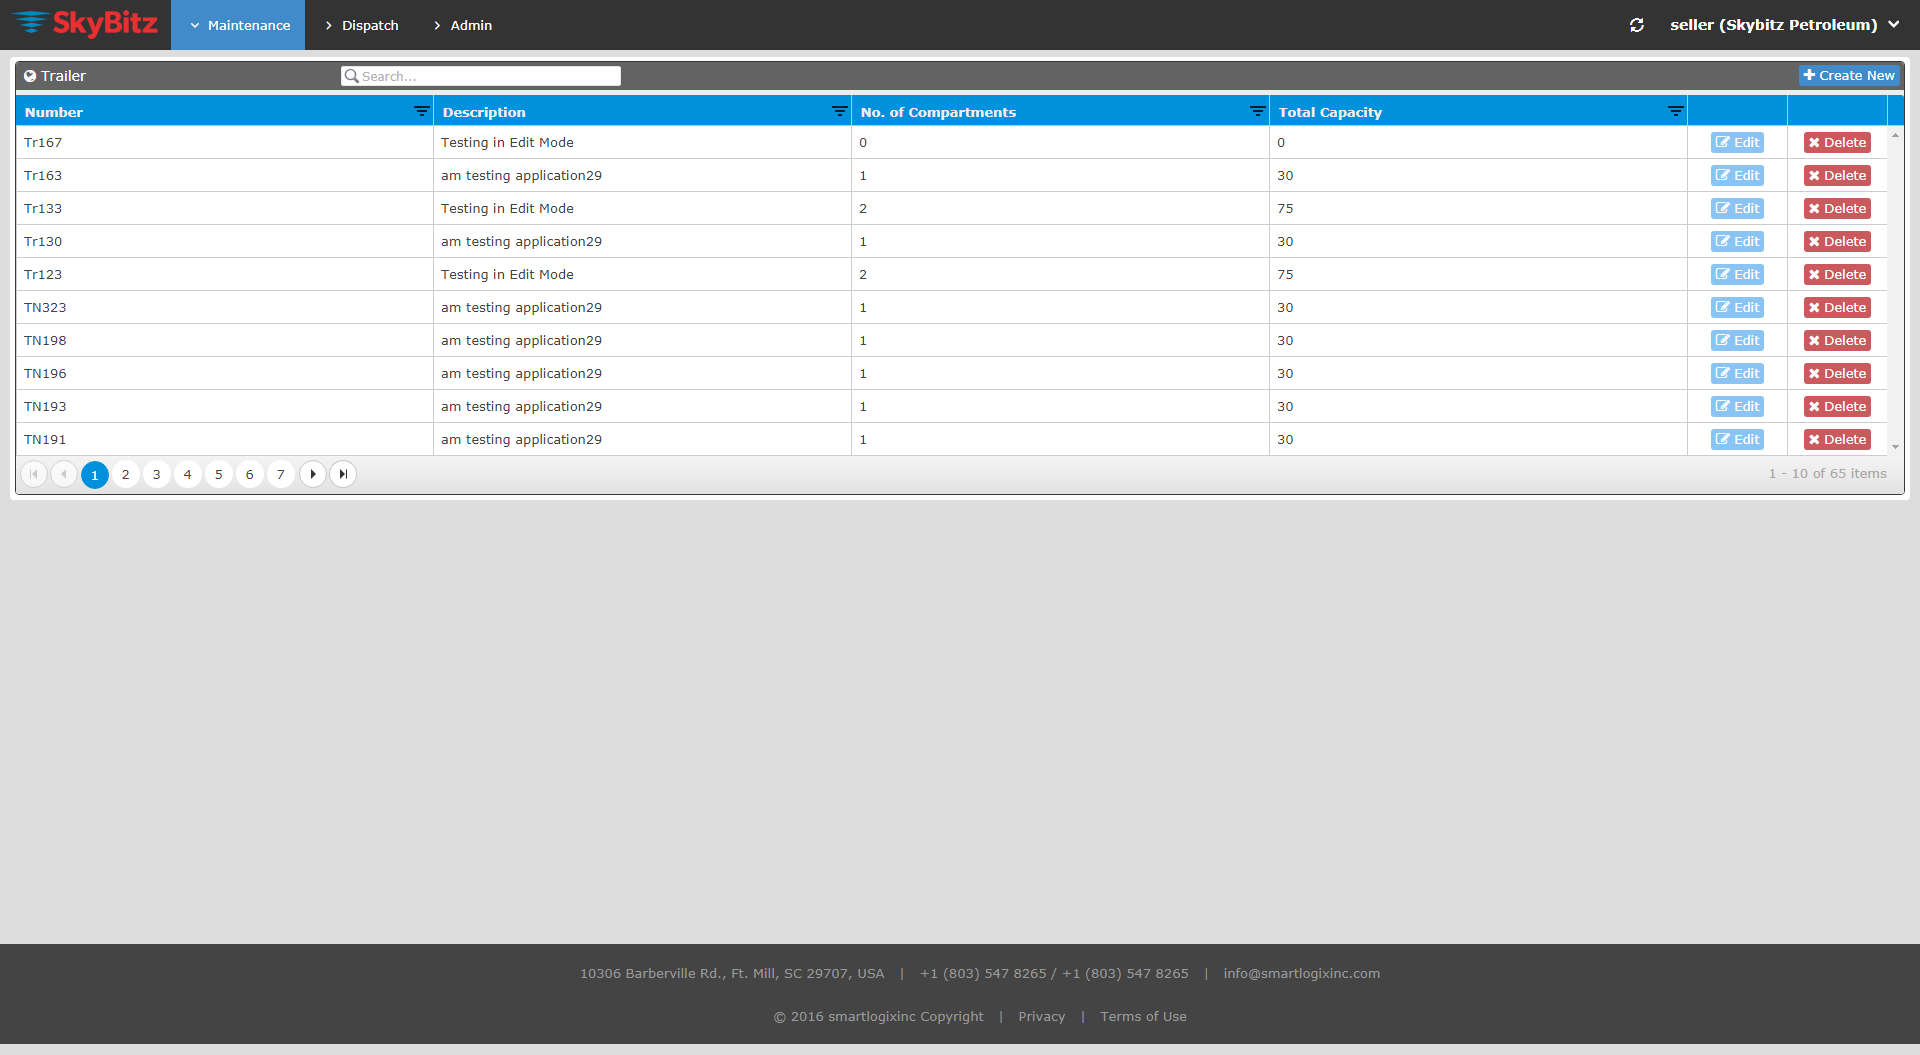 SkyBitz Maintenance Dispatch Admin seller (Skybitz Petroleum)
Trailer Search... Create New
Number Description No. of Compartments Total Capacity
Tr167 Testing in Edit Mode 0 0 Edit Delete
Tr163 am testing application29 1 30 Edit Delete
Tr133 Testing in Edit Mode 2 75 Edit Delete
Tr130 am testing application29 1 30 Edit Delete
Tr123 Testing in Edit Mode 2 75 Edit Delete
TN323 am testing application29 1 30 Edit Delete
TN198 am testing application29 1 30 Edit Delete
TN196 am testing application29 1 30 Edit Delete
TN193 am testing application29 1 30 Edit Delete
TN191 am testing application29 1 30 Edit Delete
1 2 3 4 5 6 7 1 - 10 of 65 items
10306 Barberville Rd., Ft. Mill, SC 29707, USA | +1 (803) 547 8265 / +1 (803) 547 8265 | info@smartlogixinc.com
© 2016 smartlogixinc Copyright | Privacy | Terms of Use